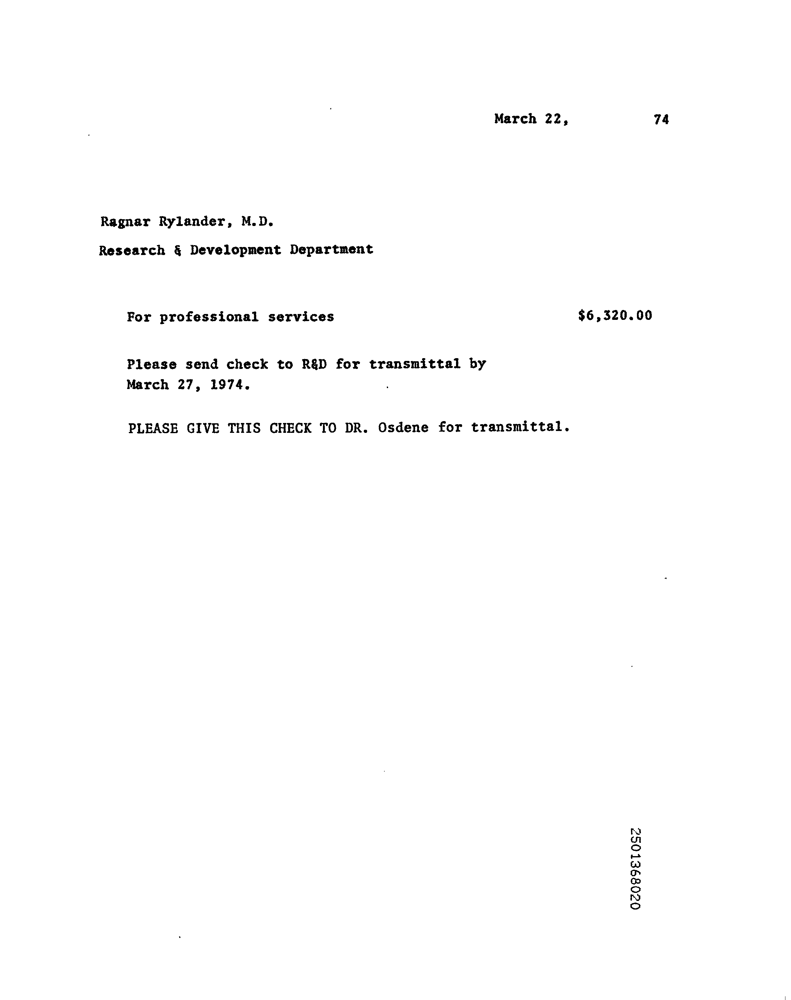 March 22, 74
Ragnar Rylander, M.D.
Research & Development Department
For professional services $6,320.00
Please send check to R&D for transmittal by
March 27, 1974.
PLEASE GIVE THIS CHECK TO DR. Osdene for transmittal.
2501368020